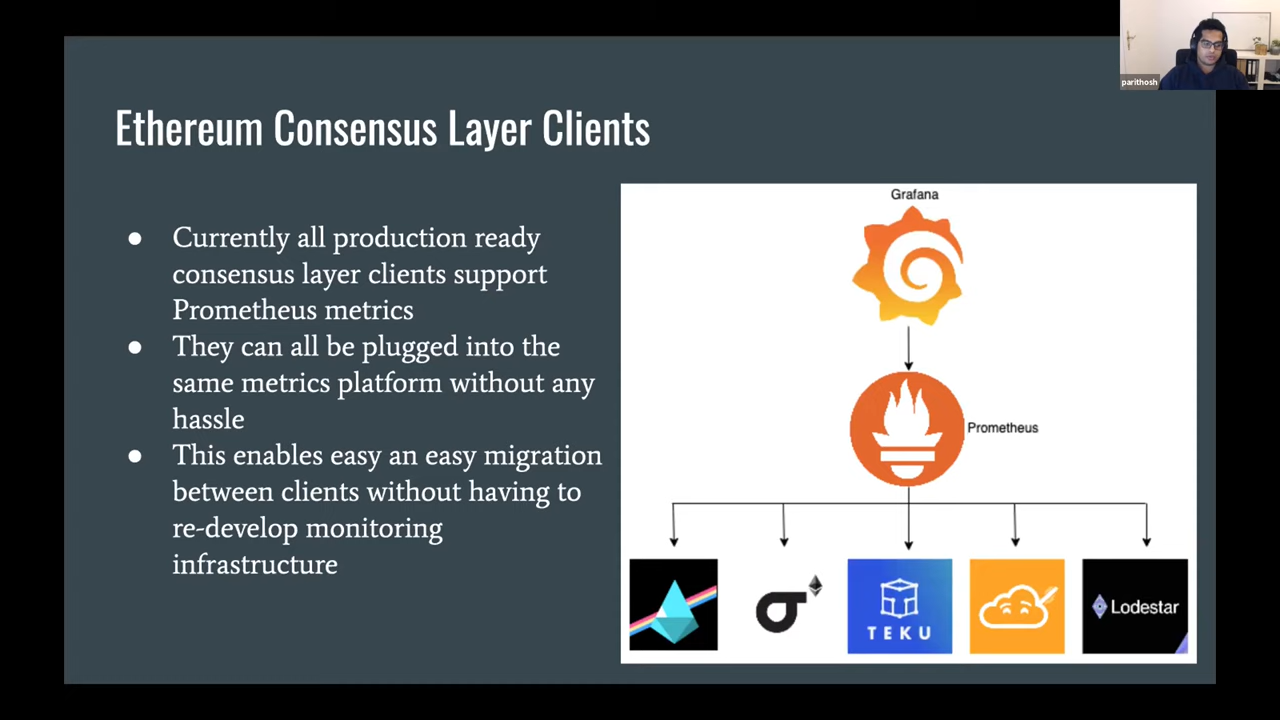 parithosh
Ethereum Consensus Layer Clients
● Currently all production ready
consensus layer clients support
Prometheus metrics
● They can all be plugged into the
same metrics platform without any
hassle
● This enables easy an easy migration
between clients without having to
re-develop monitoring
infrastructure
Grafana
Prometheus
TEKU
Lodestar